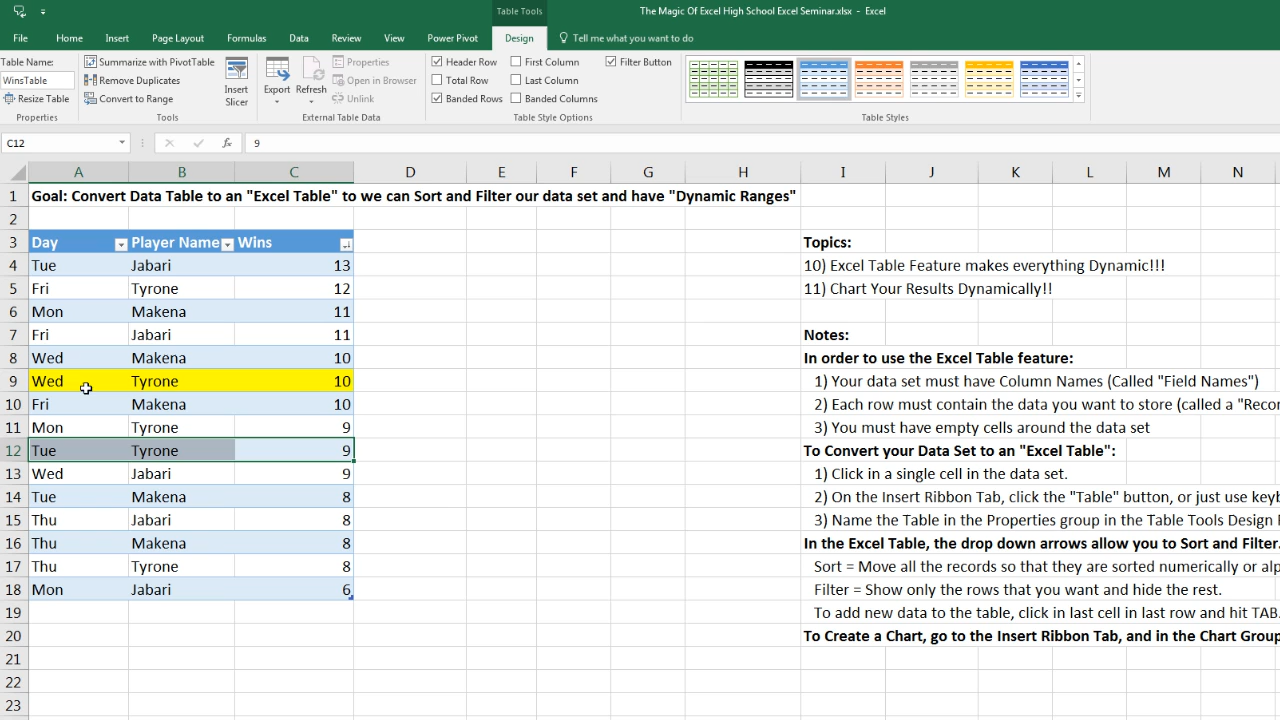 Table Tools
The Magic Of Excel High School Excel Seminar.xlsx - Excel
File Home Insert Page Layout Formulas Data Review View Power Pivot Design Tell me what you want to do
Table Name:
WinsTable
Resize Table
Properties
Summarize with PivotTable
Remove Duplicates
Convert to Range
Tools
Insert Slicer
Export
Refresh
Properties
Open in Browser
Unlink
External Table Data
Header Row First Column Filter Button
Total Row Last Column
Banded Rows Banded Columns
Table Style Options
Table Styles
C12 fx 9
A B C D E F G H I J K L M N
1 Goal: Convert Data Table to an "Excel Table" to we can Sort and Filter our data set and have "Dynamic Ranges"
2
3 Day Player Name Wins Topics:
4 Tue Jabari 13 10) Excel Table Feature makes everything Dynamic!!!
5 Fri Tyrone 12 11) Chart Your Results Dynamically!!
6 Mon Makena 11
7 Fri Jabari 11 Notes:
8 Wed Makena 10 In order to use the Excel Table feature:
9 Wed Tyrone 10 1) Your data set must have Column Names (Called "Field Names")
10 Fri Makena 10 2) Each row must contain the data you want to store (called a "Recor
11 Mon Tyrone 9 3) You must have empty cells around the data set
12 Tue Tyrone 9 To Convert your Data Set to an "Excel Table":
13 Wed Jabari 9 1) Click in a single cell in the data set.
14 Tue Makena 8 2) On the Insert Ribbon Tab, click the "Table" button, or just use keyb
15 Thu Jabari 8 3) Name the Table in the Properties group in the Table Tools Design
16 Thu Makena 8 In the Excel Table, the drop down arrows allow you to Sort and Filter.
17 Thu Tyrone 8 Sort = Move all the records so that they are sorted numerically or alp
18 Mon Jabari 6 Filter = Show only the rows that you want and hide the rest.
19 To add new data to the table, click in last cell in last row and hit TAB.
20 To Create a Chart, go to the Insert Ribbon Tab, and in the Chart Group
21
22
23